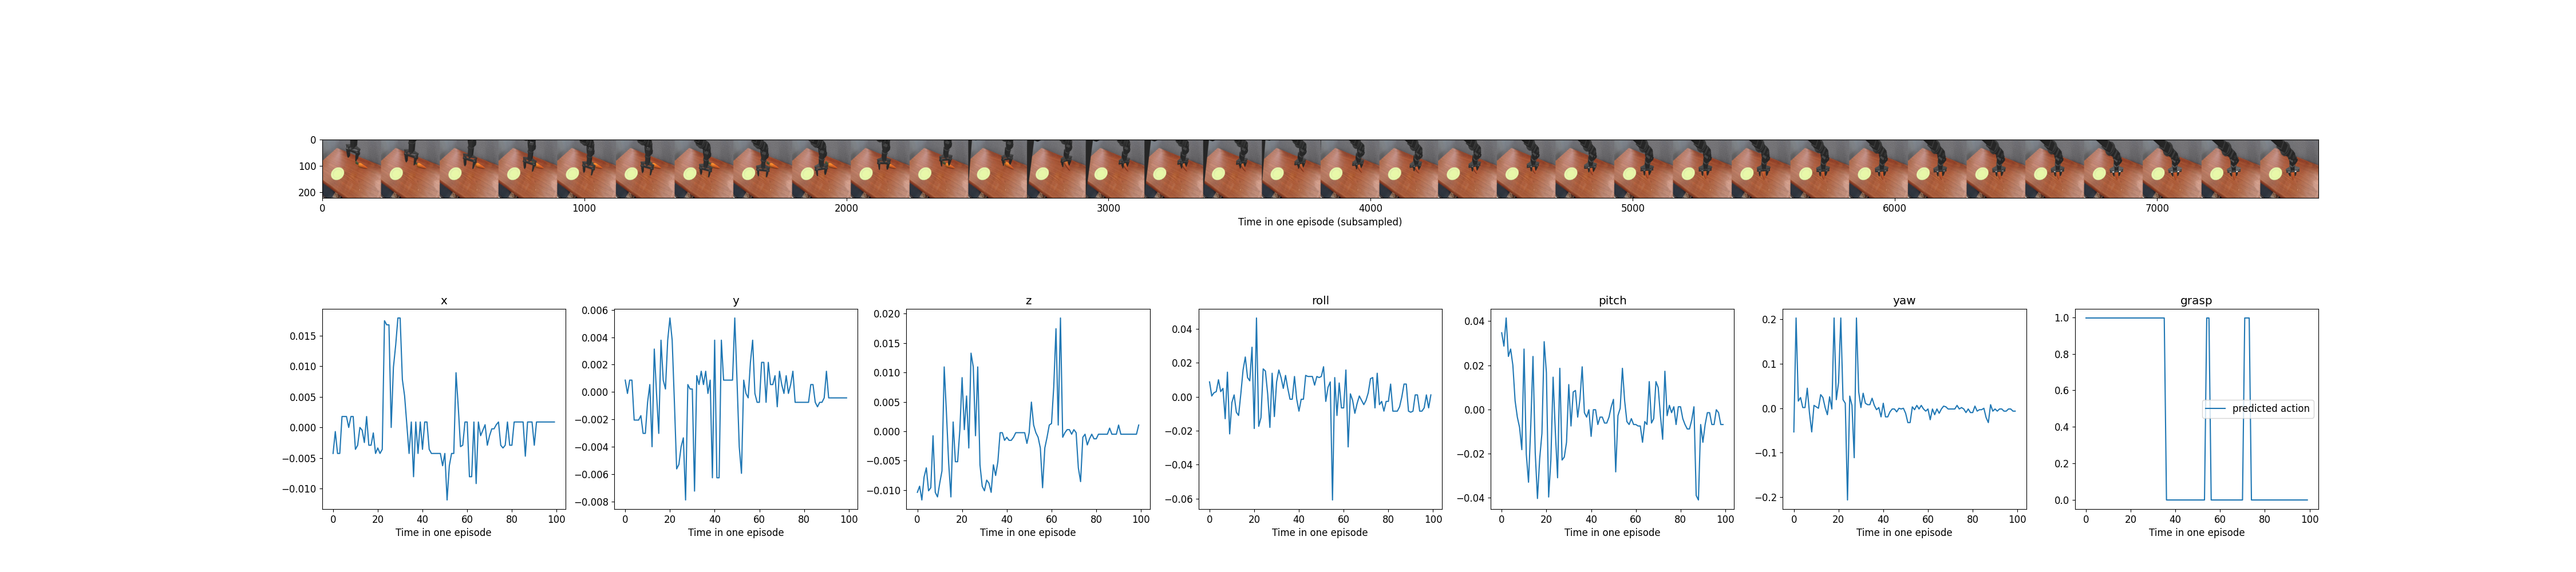 0
100
200
0 1000 2000 3000 4000 5000 6000 7000
Time in one episode (subsampled)
x
0.015
0.010
0.005
0.000
−0.005
−0.010
0 20 40 60 80 100
Time in one episode
y
0.006
0.004
0.002
0.000
−0.002
−0.004
−0.006
−0.008
0 20 40 60 80 100
Time in one episode
z
0.020
0.015
0.010
0.005
0.000
−0.005
−0.010
0 20 40 60 80 100
Time in one episode
roll
0.04
0.02
0.00
−0.02
−0.04
−0.06
0 20 40 60 80 100
Time in one episode
pitch
0.04
0.02
0.00
−0.02
−0.04
0 20 40 60 80 100
Time in one episode
yaw
0.2
0.1
0.0
−0.1
−0.2
0 20 40 60 80 100
Time in one episode
grasp
1.0
0.8
0.6
0.4
0.2
0.0
predicted action
0 20 40 60 80 100
Time in one episode